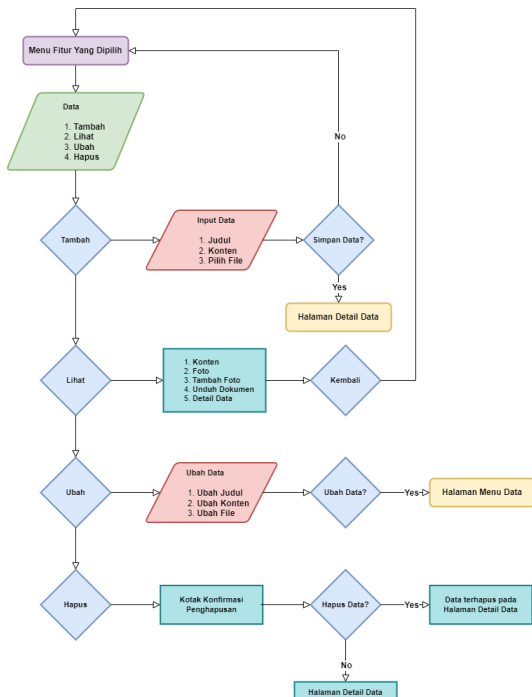 Menu Fitur Yang Dipilih
Data
1. Tambah
2. Lihat
3. Ubah
4. Hapus
No
Tambah
Input Data
1. Judul
2. Konten
3. Pilih File
Simpan Data?
Yes
Halaman Detail Data
Lihat
1. Konten
2. Foto
3. Tambah Foto
4. Unduh Dokumen
5. Detail Data
Kembali
Ubah
Ubah Data
1. Ubah Judul
2. Ubah Konten
3. Ubah File
Ubah Data?
Yes
Halaman Menu Data
Hapus
Kotak Konfirmasi
Penghapusan
Hapus Data?
Yes
Data terhapus pada
Halaman Detail Data
No
Halaman Detail Data